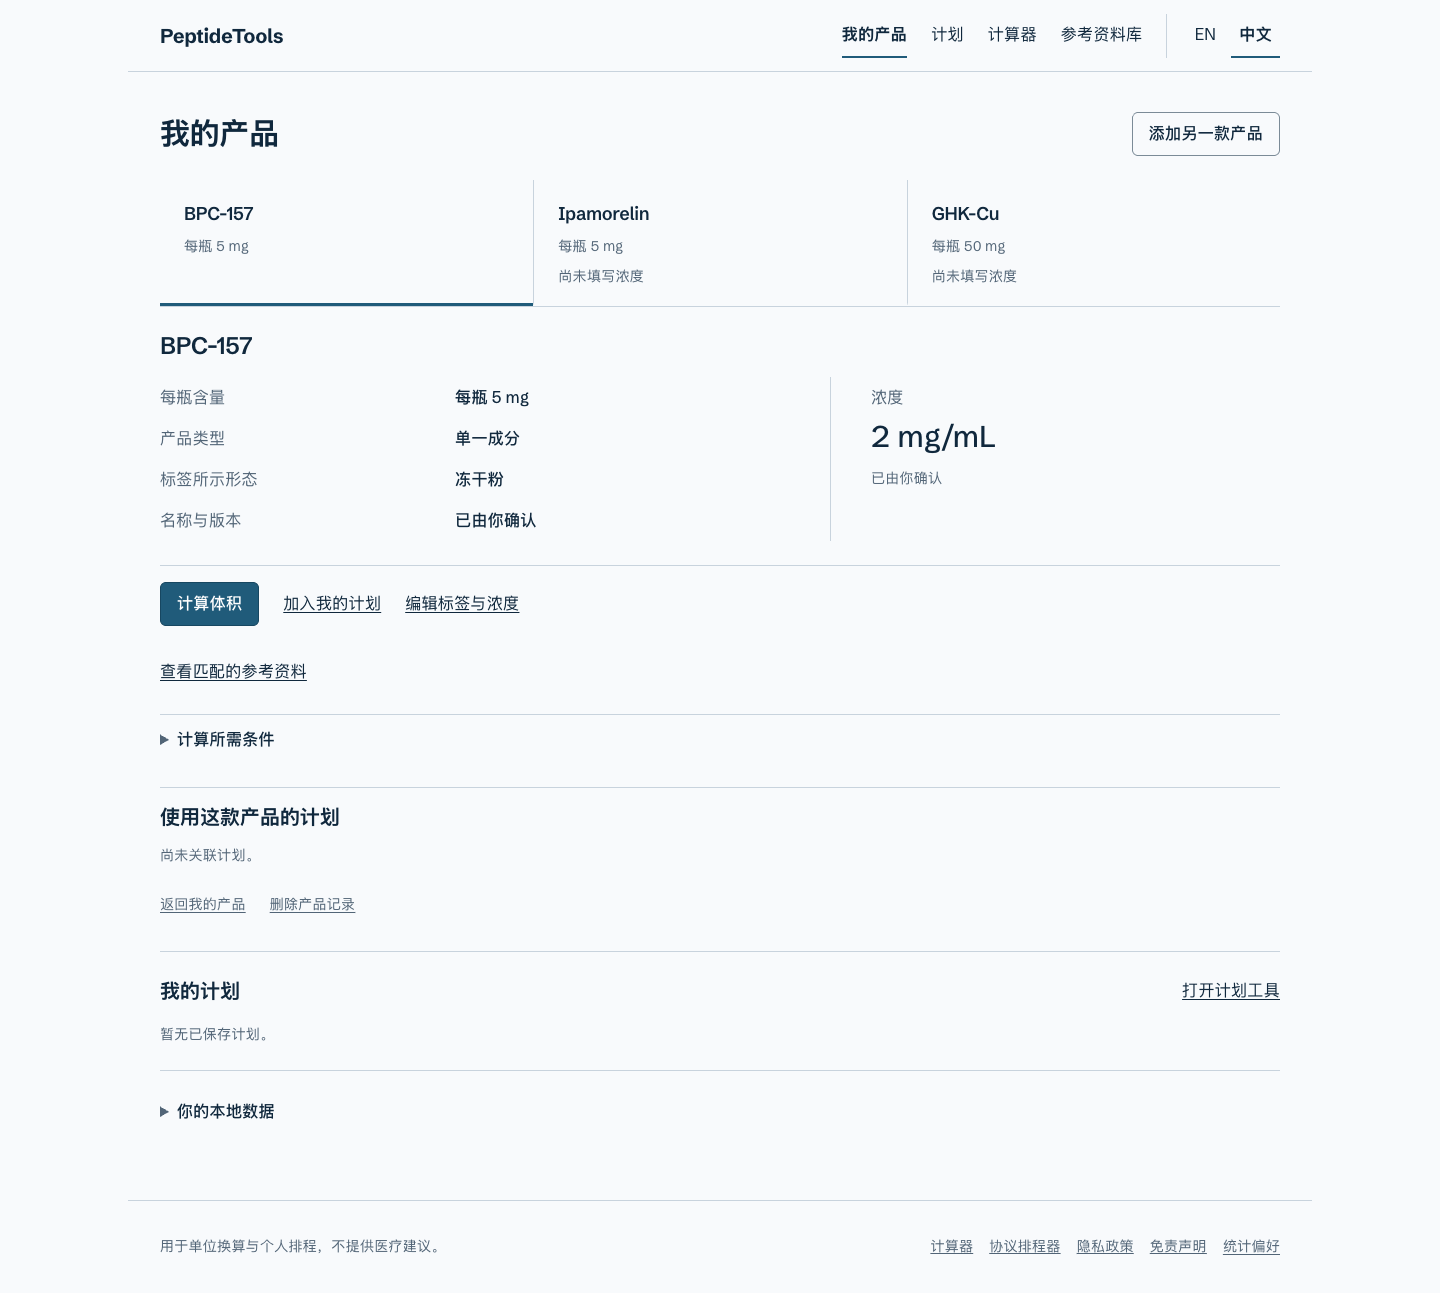 PeptideTools
我的产品 计划 计算器 参考资料库 EN 中文
我的产品
添加另一款产品
BPC-157
每瓶 5 mg
Ipamorelin
每瓶 5 mg
尚未填写浓度
GHK-Cu
每瓶 50 mg
尚未填写浓度
BPC-157
每瓶含量 每瓶 5 mg
产品类型 单一成分
标签所示形态 冻干粉
名称与版本 已由你确认
浓度
2 mg/mL
已由你确认
计算体积 加入我的计划 编辑标签与浓度
查看匹配的参考资料
计算所需条件
使用这款产品的计划
尚未关联计划。
返回我的产品 删除产品记录
我的计划 打开计划工具
暂无已保存计划。
你的本地数据
用于单位换算与个人排程，不提供医疗建议。
计算器 协议排程器 隐私政策 免责声明 统计偏好